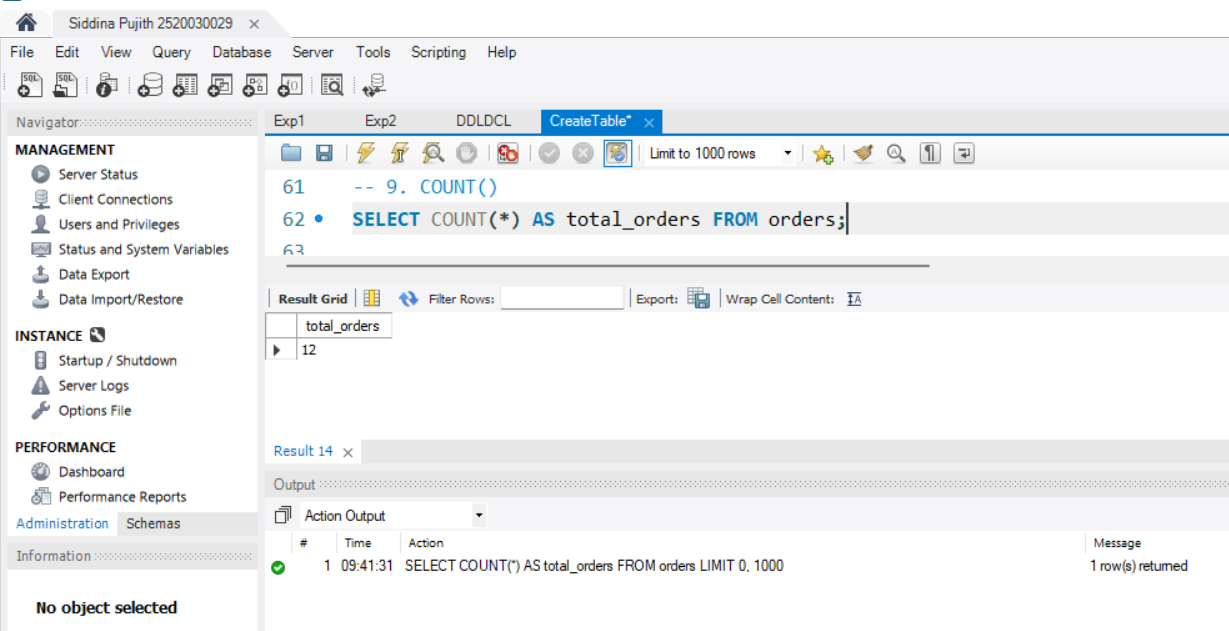 Siddina Pujith 2520030029 ×
File Edit View Query Database Server Tools Scripting Help
Navigator
MANAGEMENT
Server Status
Client Connections
Users and Privileges
Status and System Variables
Data Export
Data Import/Restore
INSTANCE
Startup / Shutdown
Server Logs
Options File
PERFORMANCE
Dashboard
Performance Reports
Administration Schemas
Information
No object selected
Exp1 Exp2 DDLDCL CreateTable* ×
Limit to 1000 rows
61 -- 9. COUNT()
62 SELECT COUNT(*) AS total_orders FROM orders;
63
Result Grid Filter Rows: Export: Wrap Cell Content: IA
total_orders
12
Result 14 ×
Output
Action Output
# Time Action Message
1 09:41:31 SELECT COUNT(*) AS total_orders FROM orders LIMIT 0, 1000 1 row(s) returned